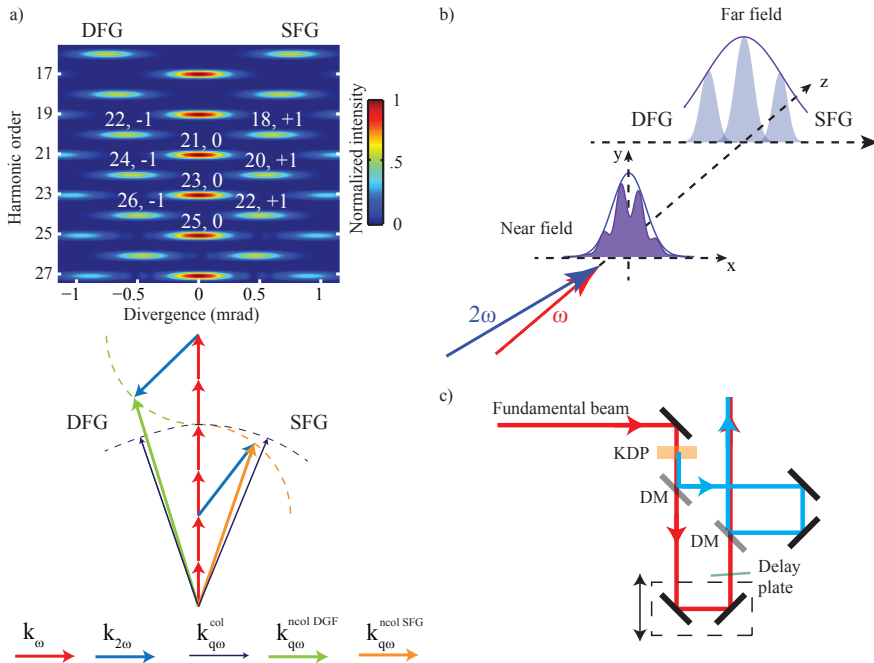 a)
DFG SFG
17
19
21
23
25
27
Harmonic order
22, -1 18, +1
21, 0
24, -1 20, +1
23, 0
26, -1 22, +1
25, 0
-1 -0.5 0 0.5 1
Divergence (mrad)
1
.5
0
Normalized intensity
DFG SFG
kω
k2ω
kqω col
kqω ncol DGF
kqω ncol SFG
b)
Far field
z
DFG SFG
y
Near field
x
2ω ω
c)
Fundamental beam
KDP
DM
DM
Delay
plate